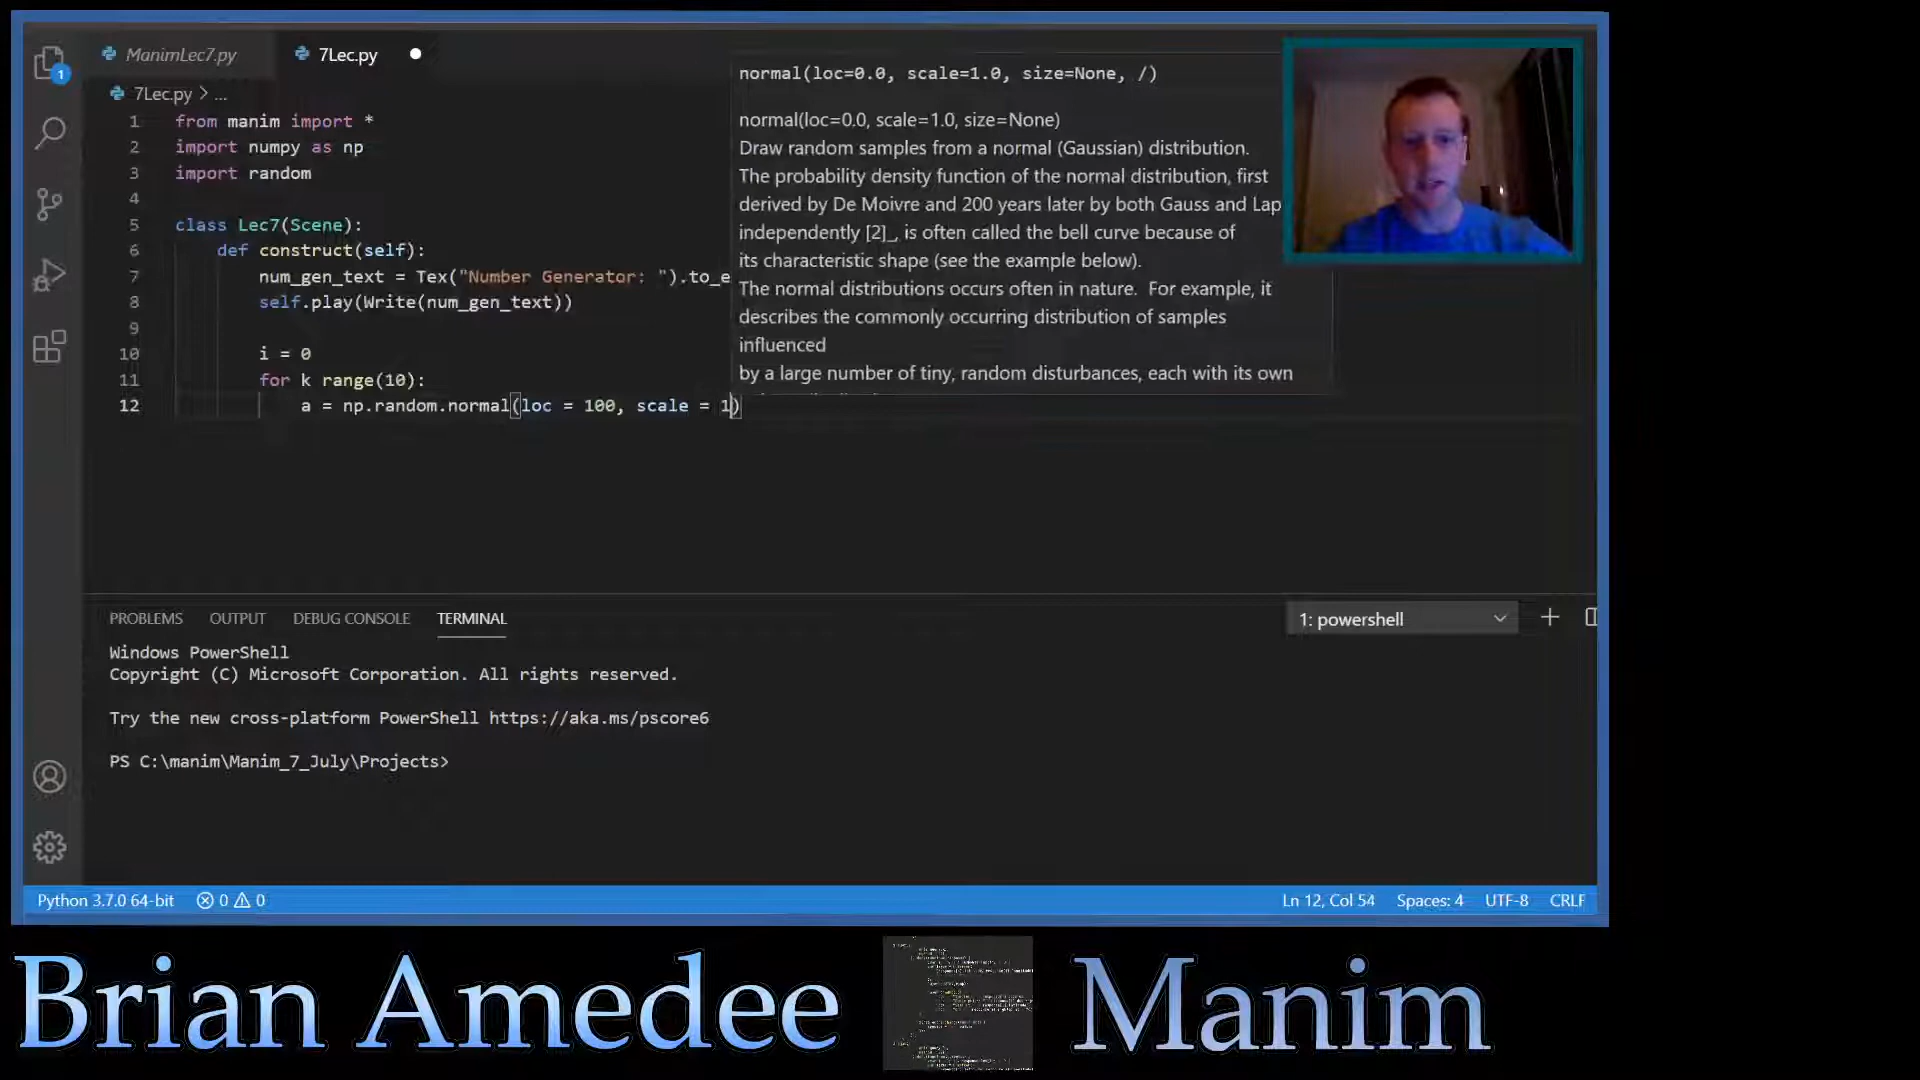 ManimLec7.py
7Lec.py
7Lec.py > ...
1 from manim import *
2 import numpy as np
3 import random
4
5 class Lec7(Scene):
6 def construct(self):
7 num_gen_text = Tex("Number Generator: ").to_e
8 self.play(Write(num_gen_text))
9
10 i = 0
11 for k range(10):
12 a = np.random.normal(loc = 100, scale = 1)
normal(loc=0.0, scale=1.0, size=None, /)
normal(loc=0.0, scale=1.0, size=None)
Draw random samples from a normal (Gaussian) distribution.
The probability density function of the normal distribution, first
derived by De Moivre and 200 years later by both Gauss and Lap
independently [2]_, is often called the bell curve because of
its characteristic shape (see the example below).
The normal distributions occurs often in nature. For example, it
describes the commonly occurring distribution of samples
influenced
by a large number of tiny, random disturbances, each with its own
1
PROBLEMS OUTPUT DEBUG CONSOLE TERMINAL
1: powershell
Windows PowerShell
Copyright (C) Microsoft Corporation. All rights reserved.
Try the new cross-platform PowerShell https://aka.ms/pscore6
PS C:\manim\Manim_7_July\Projects>
Python 3.7.0 64-bit 0 0
Ln 12, Col 54 Spaces: 4 UTF-8 CRLF
Brian Amedee Manim